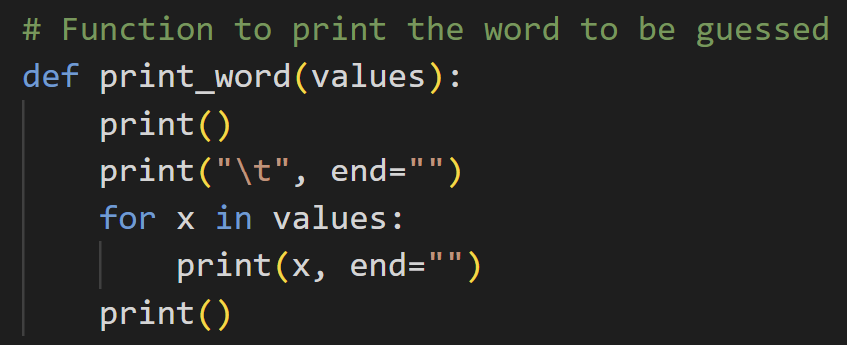 # Function to print the word to be guessed
def print_word(values):
    print()
    print("\t", end="")
    for x in values:
        print(x, end="")
    print()